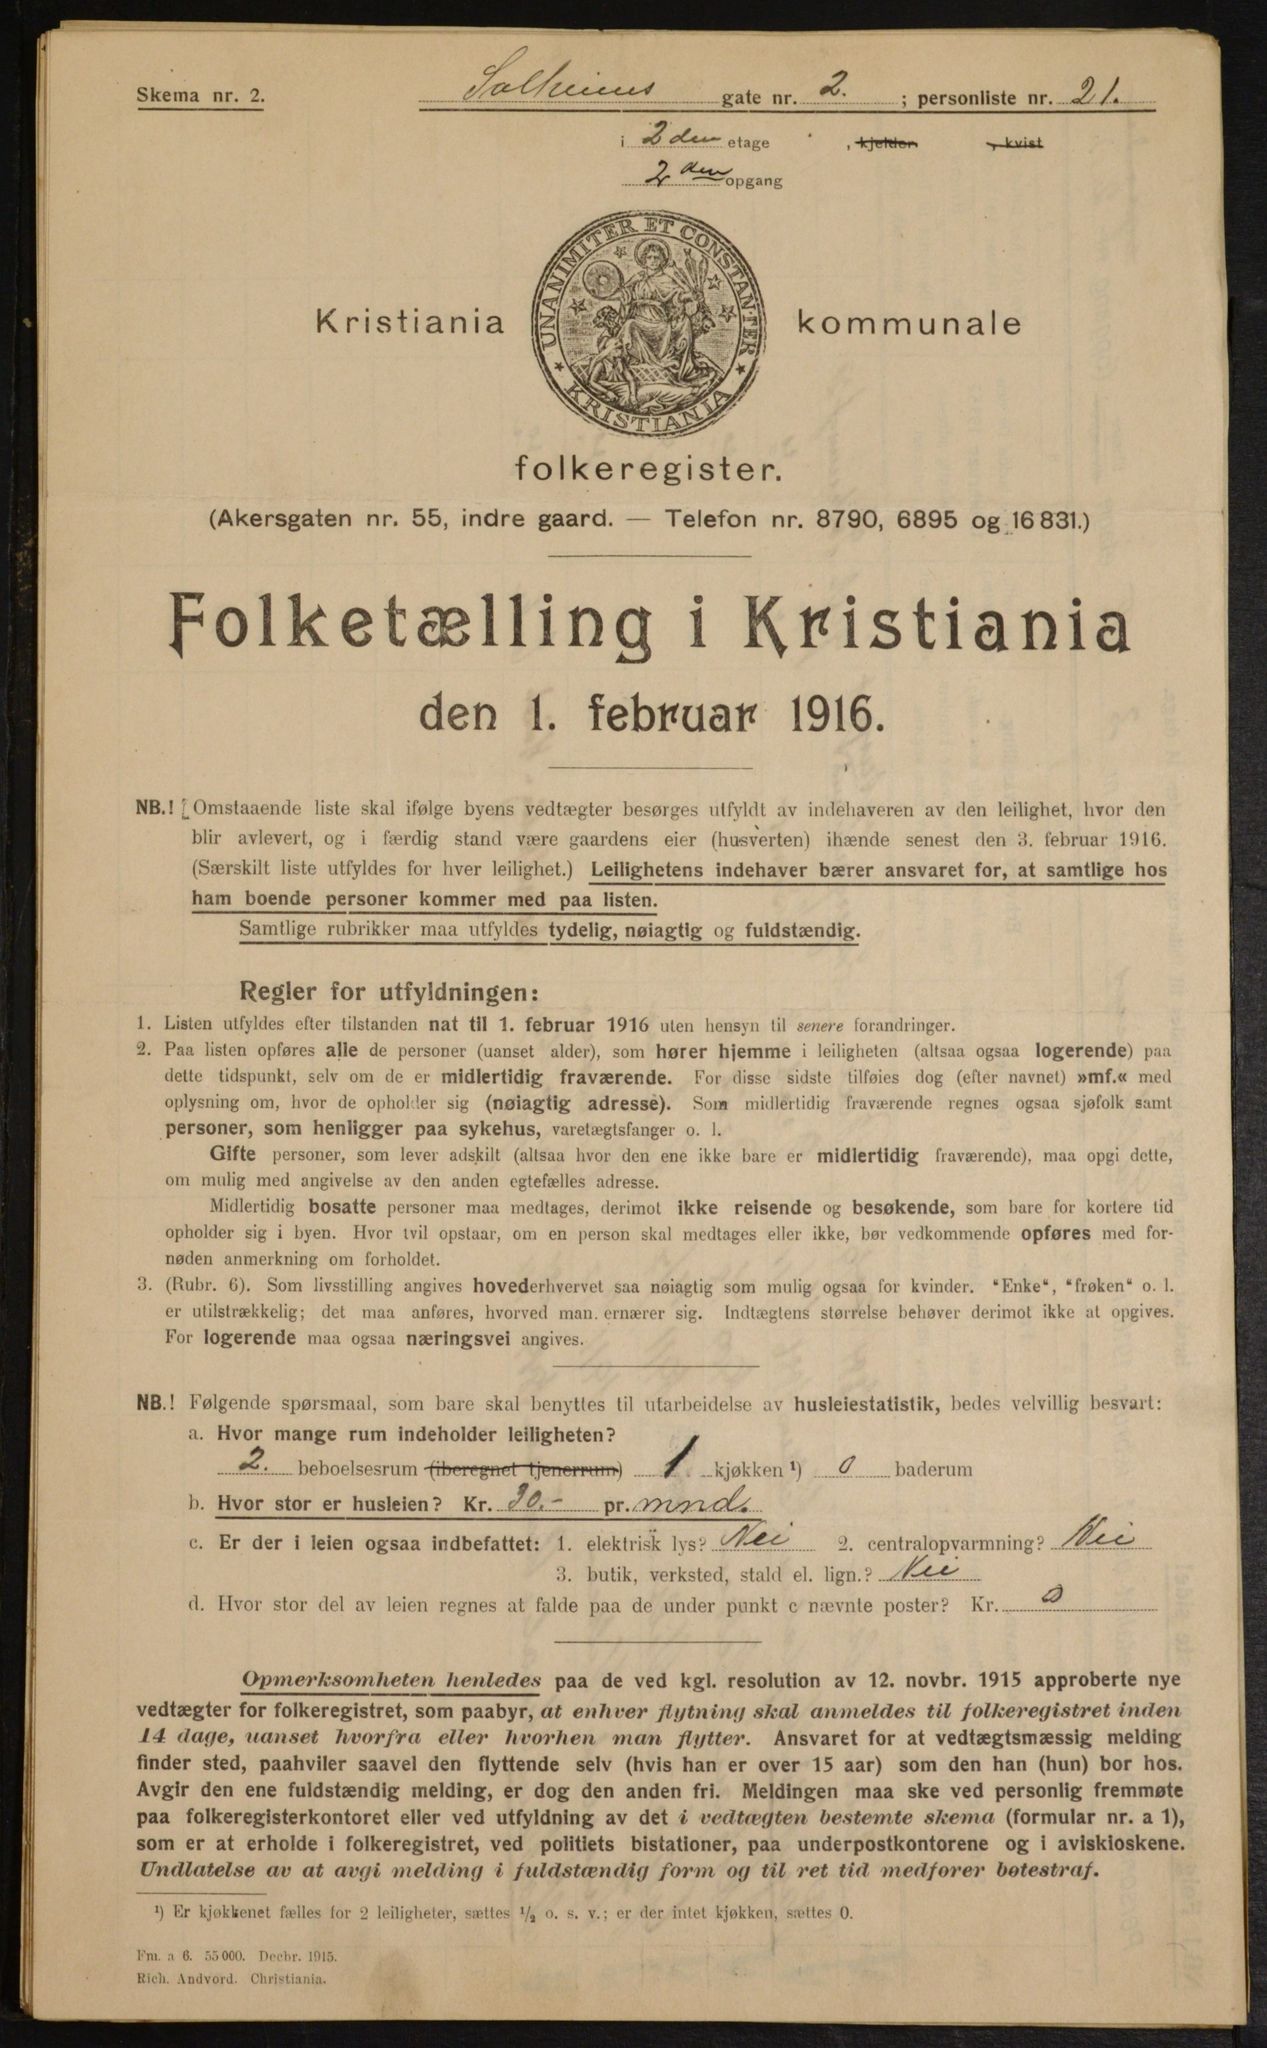 Skema nr. 2. Solheims gate nr. 2. ; personliste nr. 21.
i 2 den etage , kjelder , kvist
2 den opgang
UNANIMITER ET CONSTANTER
KRISTIANIA
Kristiania kommunale
folkeregister.
(Akersgaten nr. 55, indre gaard. — Telefon nr. 8790, 6895 og 16 831.)
Folketælling i Kristiania
den 1. februar 1916.
NB.! [Omstaaende liste skal ifølge byens vedtægter besørges utfyldt av indehaveren av den leilighet, hvor den
blir avlevert, og i færdig stand være gaardens eier (husverten) ihænde senest den 3. februar 1916.
(Særskilt liste utfyldes for hver leilighet.) Leilighetens indehaver bærer ansvaret for, at samtlige hos
ham boende personer kommer med paa listen.
Samtlige rubrikker maa utfyldes tydelig, nøiagtig og fuldstændig.
Regler for utfyldningen:
1. Listen utfyldes efter tilstanden nat til 1. februar 1916 uten hensyn til senere forandringer.
2. Paa listen opføres alle de personer (uanset alder), som hører hjemme i leiligheten (altsaa ogsaa logerende) paa
dette tidspunkt, selv om de er midlertidig fraværende. For disse sidste tilføies dog (efter navnet) »mf.« med
oplysning om, hvor de opholder sig (nøiagtig adresse). Som midlertidig fraværende regnes ogsaa sjøfolk samt
personer, som henligger paa sykehus, varetægtsfanger o. l.
Gifte personer, som lever adskilt (altsaa hvor den ene ikke bare er midlertidig fraværende), maa opgi dette,
om mulig med angivelse av den anden egtefælles adresse.
Midlertidig bosatte personer maa medtages, derimot ikke reisende og besøkende, som bare for kortere tid
opholder sig i byen. Hvor tvil opstaar, om en person skal medtages eller ikke, bør vedkommende opføres med for-
nøden anmerkning om forholdet.
3. (Rubr. 6). Som livsstilling angives hovederhvervet saa nøiagtig som mulig ogsaa for kvinder. "Enke", "frøken" o. l.
er utilstrækkelig; det maa anføres, hvorved man ernærer sig. Indtægtens størrelse behøver derimot ikke at opgives.
For logerende maa ogsaa næringsvei angives.
NB.! Følgende spørsmaal, som bare skal benyttes til utarbeidelse av husleiestatistik, bedes velvillig besvart:
a. Hvor mange rum indeholder leiligheten?
2. beboelsesrum (iberegnet tjenerrum) 1 kjøkken ¹) 0 baderum
b. Hvor stor er husleien? Kr. 30.- pr. mnd.
c. Er der i leien ogsaa indbefattet: 1. elektrisk lys? Nei 2. centralopvarmning? Nei
3. butik, verksted, stald el. lign.? Nei
d. Hvor stor del av leien regnes at falde paa de under punkt c nævnte poster? Kr. 0
Opmerksomheten henledes paa de ved kgl. resolution av 12. novbr. 1915 approberte nye
vedtægter for folkeregistret, som paabyr, at enhver flytning skal anmeldes til folkeregistret inden
14 dage, uanset hvorfra eller hvorhen man flytter. Ansvaret for at vedtægtsmæssig melding
finder sted, paahviler saavel den flyttende selv (hvis han er over 15 aar) som den han (hun) bor hos.
Avgir den ene fuldstændig melding, er dog den anden fri. Meldingen maa ske ved personlig fremmøte
paa folkeregisterkontoret eller ved utfyldning av det i vedtægten bestemte skema (formular nr. a 1),
som er at erholde i folkeregistret, ved politiets bistationer, paa underpostkontorene og i aviskioskene.
Undlatelse av at avgi melding i fuldstændig form og til ret tid medfører bøtestraf.
¹) Er kjøkkenet fælles for 2 leiligheter, sættes ½ o. s. v.; er der intet kjøkken, sættes 0.
Fm. a 6. 55 000. Decbr. 1915.
Rich. Andvord. Christiania.